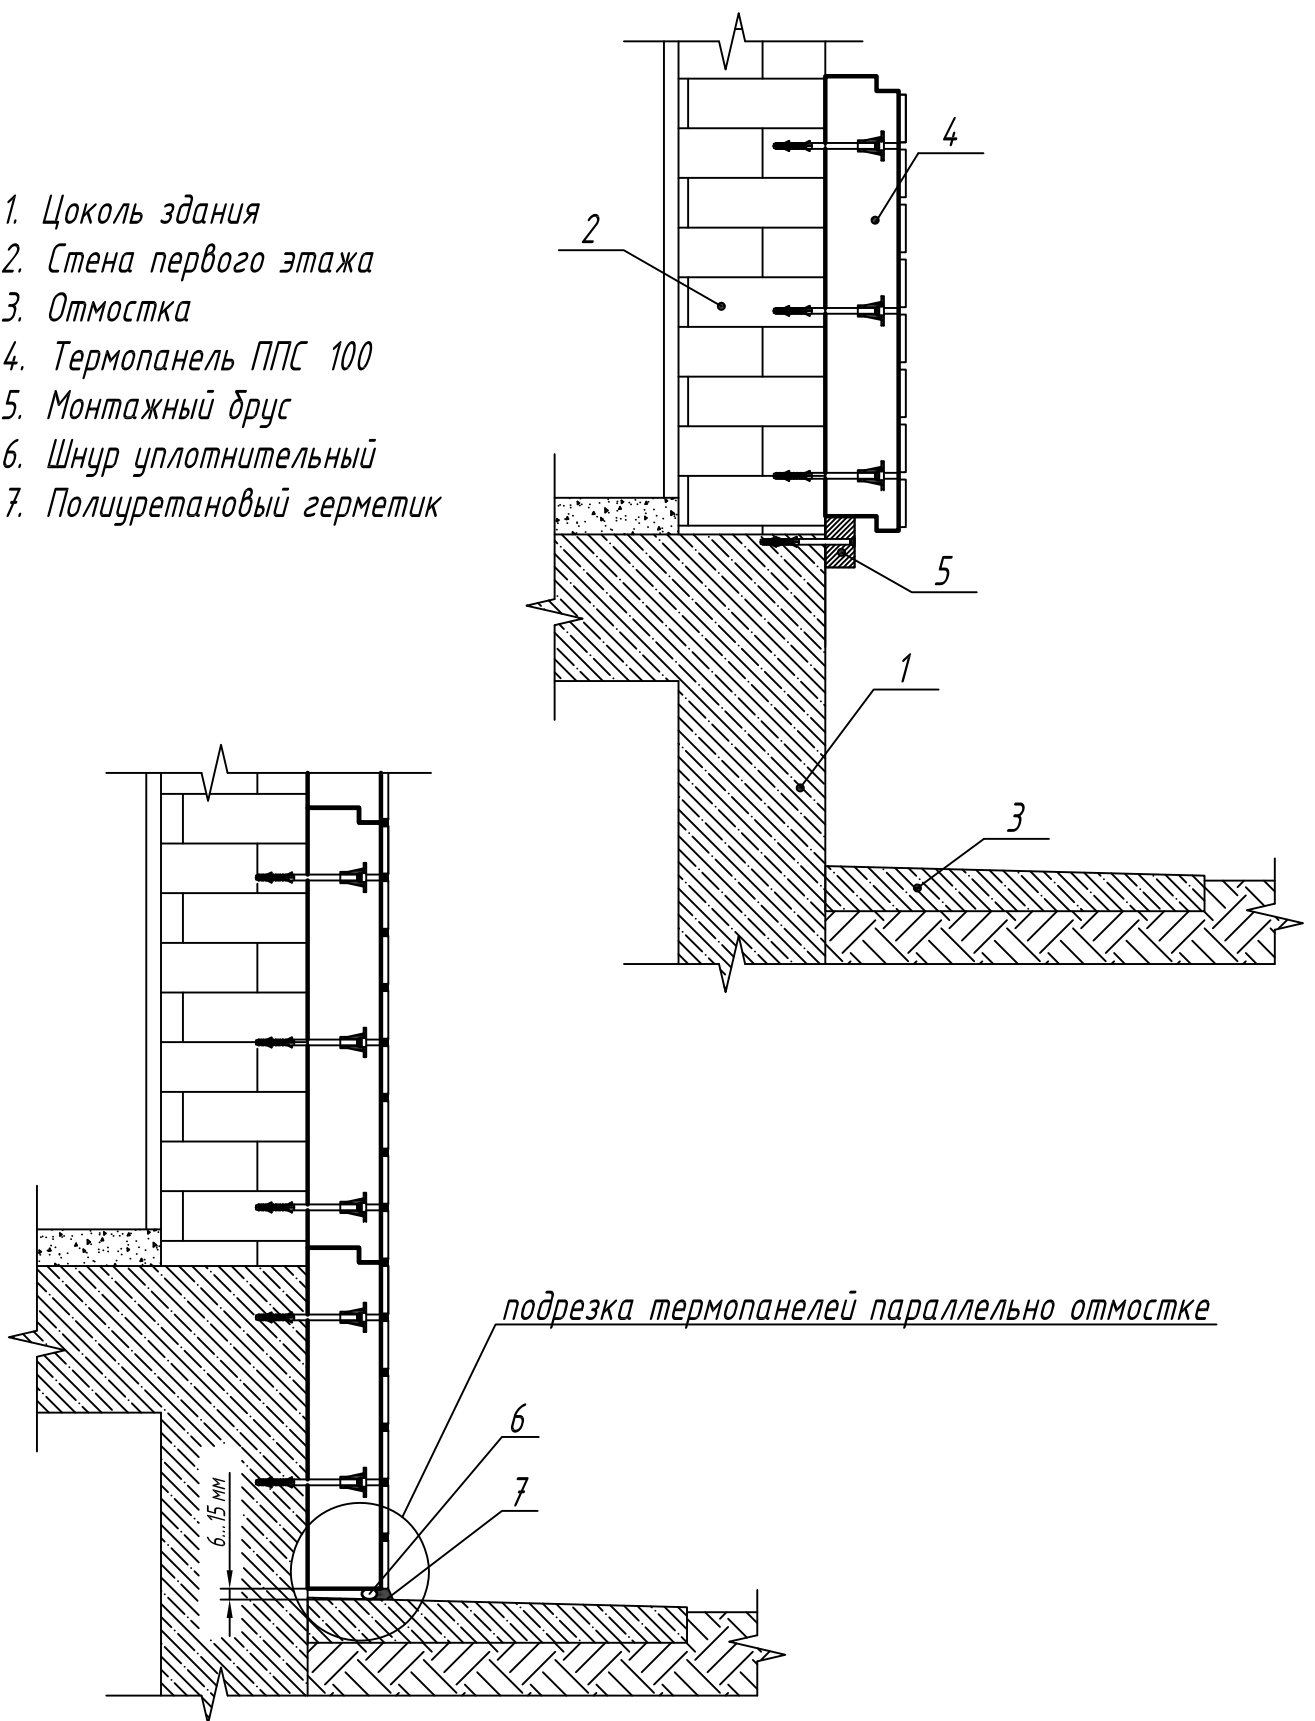 4
1. Цоколь здания
2. Стена первого этажа
3. Отмостка
4. Термопанель ППС 100
5. Монтажный брус
6. Шнур уплотнительный
7. Полиуретановый герметик
2
5
1
3
подрезка термопанелей параллельно отмостке
6
7
6...15 мм